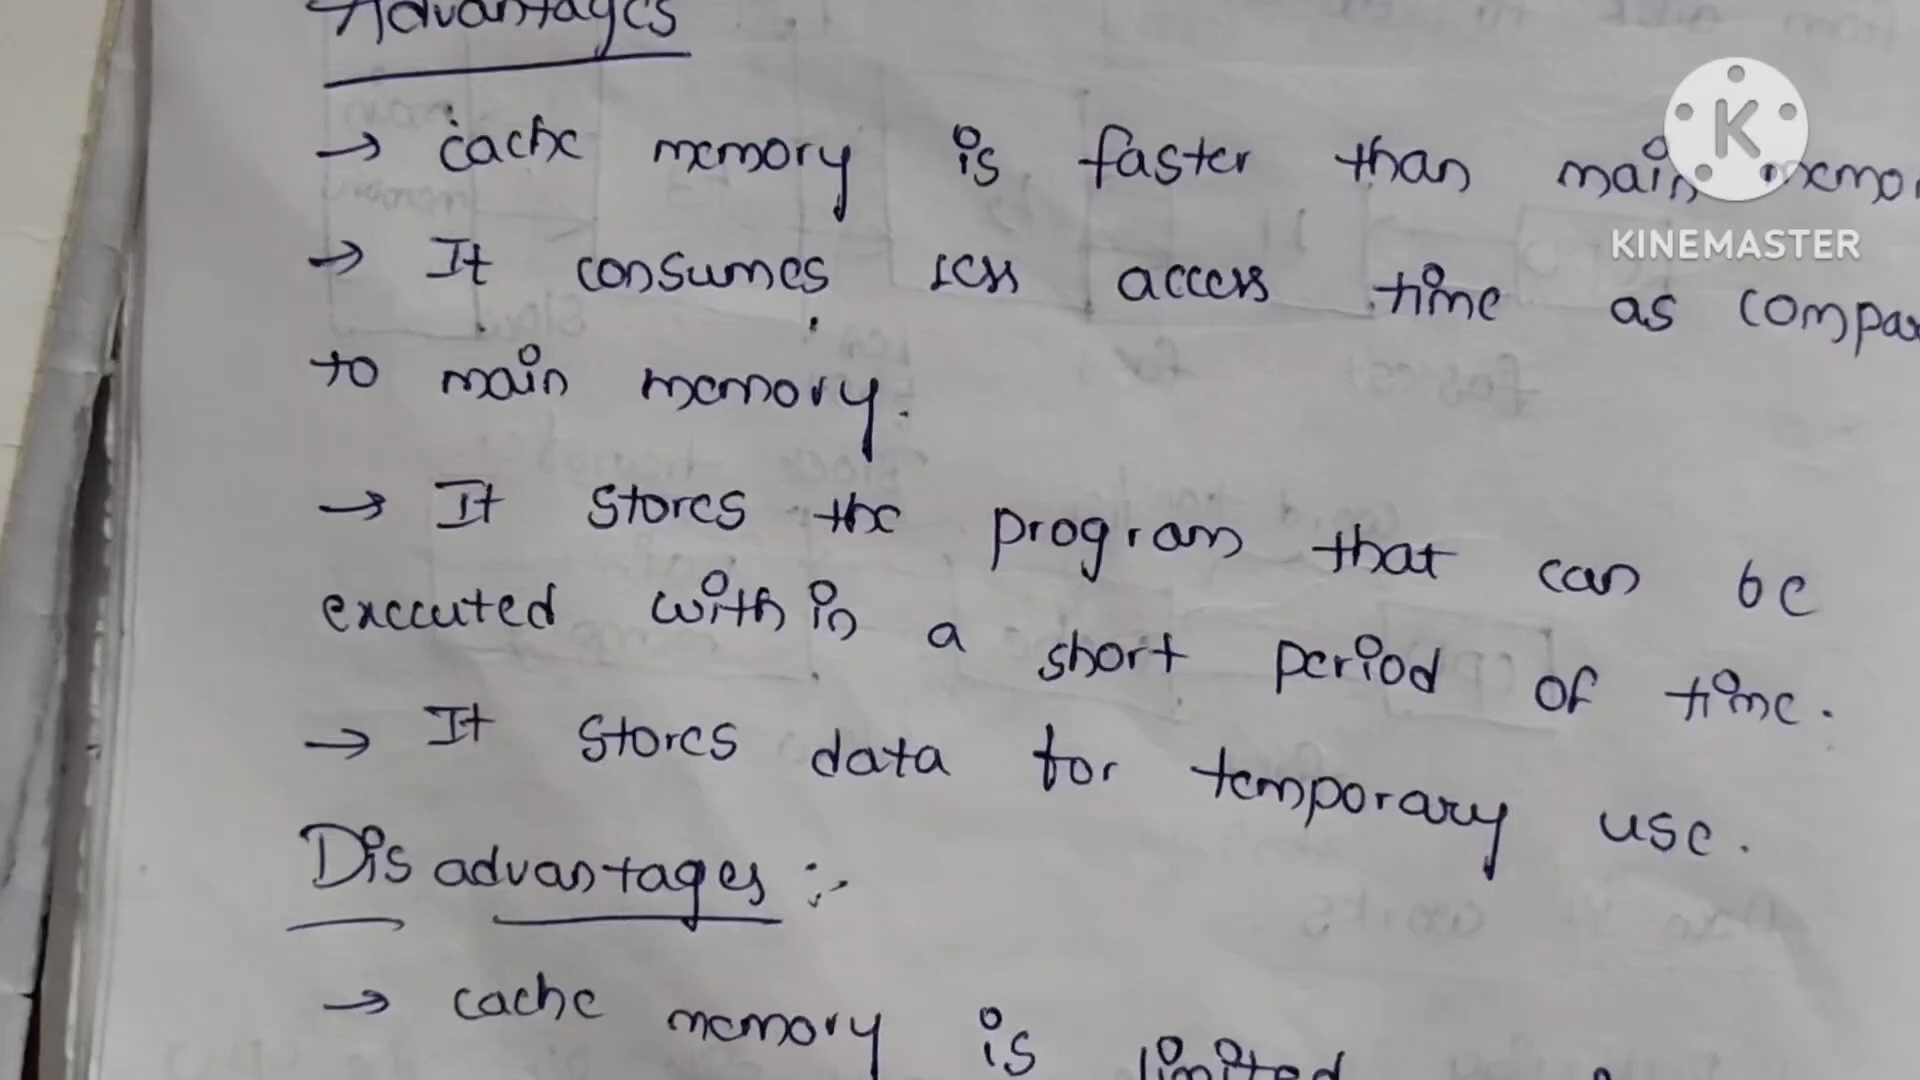 Advantages
→ cache memory is faster than main memor
→ It consumes less access time as compa
to main memory.
→ It stores the program that can be
executed with in a short period of time.
→ It stores data for temporary use.
Dis advantages :-
→ cache memory is limited
KINEMASTER